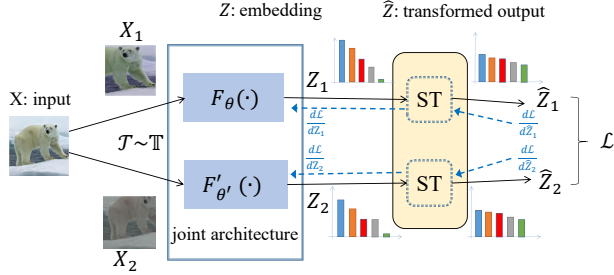 Z: embedding
Ẑ: transformed output
X₁
X: input
F_θ(·)
Z₁
ST
Ẑ₁
dℒ/dZ₁
dℒ/dẐ₁
𝒯~𝕋
ℒ
dℒ/dZ₂
dℒ/dẐ₂
F′_θ′ (·)
ST
Ẑ₂
Z₂
joint architecture
X₂